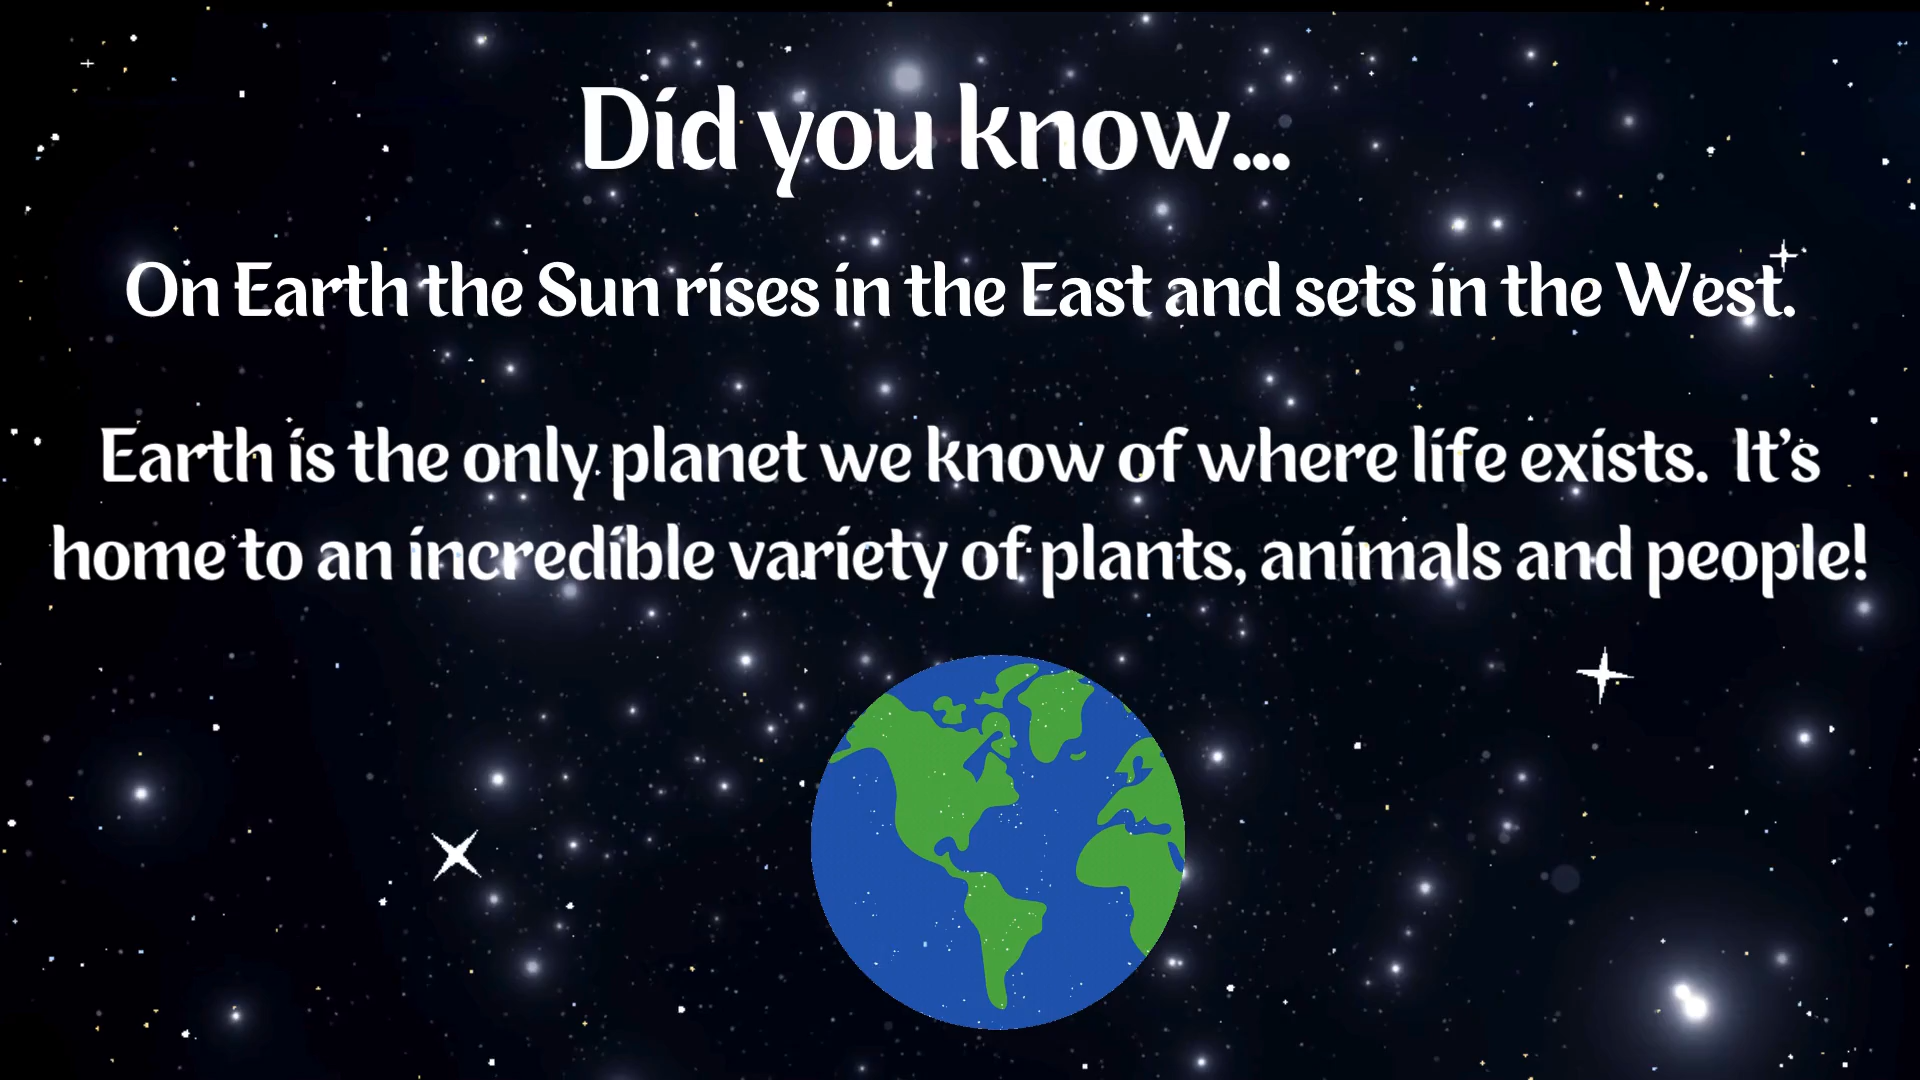 Did you know...
On Earth the Sun rises in the East and sets in the West.
Earth is the only planet we know of where life exists.  It’s
home to an incredible variety of plants, animals and people!